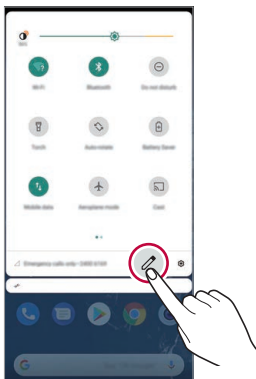 Wi-Fi
Bluetooth
Do not disturb
Torch
Auto-rotate
Battery Saver
Mobile data
Aeroplane mode
Cast
Emergency calls only
G